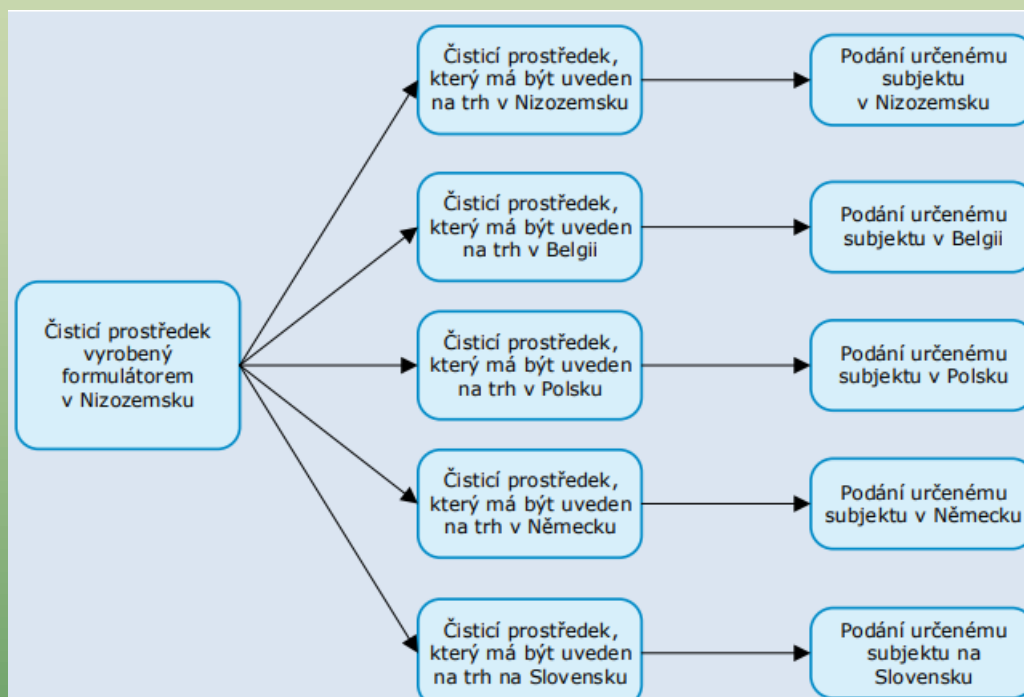 Čisticí prostředek
vyrobený
formulátorem
v Nizozemsku
Čisticí prostředek,
který má být uveden
na trh v Nizozemsku
Podání určenému
subjektu
v Nizozemsku
Čisticí prostředek,
který má být uveden
na trh v Belgii
Podání určenému
subjektu v Belgii
Čisticí prostředek,
který má být uveden
na trh v Polsku
Podání určenému
subjektu v Polsku
Čisticí prostředek,
který má být uveden
na trh v Německu
Podání určenému
subjektu v Německu
Čisticí prostředek,
který má být uveden
na trh na Slovensku
Podání určenému
subjektu na
Slovensku